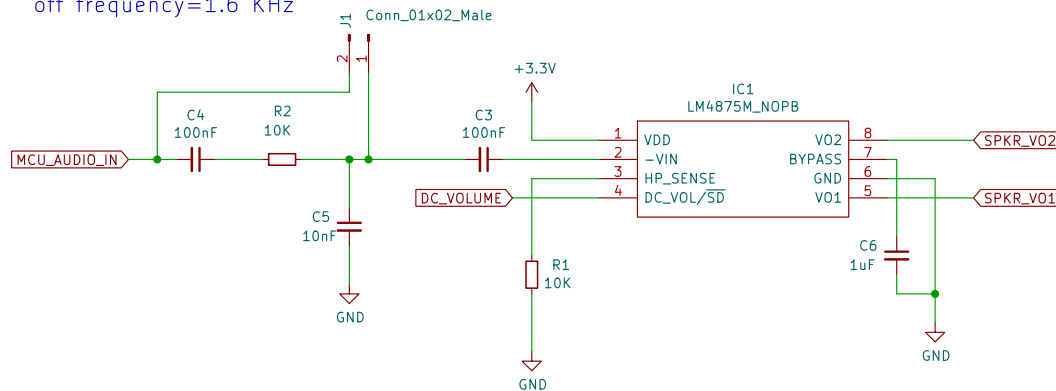 off frequency=1.6 KHz
J1
Conn_01x02_Male
2
1
+3.3V
IC1
LM4875M_NOPB
C4
100nF
R2
10K
C3
100nF
MCU_AUDIO_IN
1
VDD
VO2
8
SPKR_VO2
2
-VIN
BYPASS
7
3
HP_SENSE
GND
6
DC_VOLUME
4
DC_VOL/SD
VO1
5
SPKR_VO1
C5
10nF
C6
1uF
R1
10K
GND
GND
GND